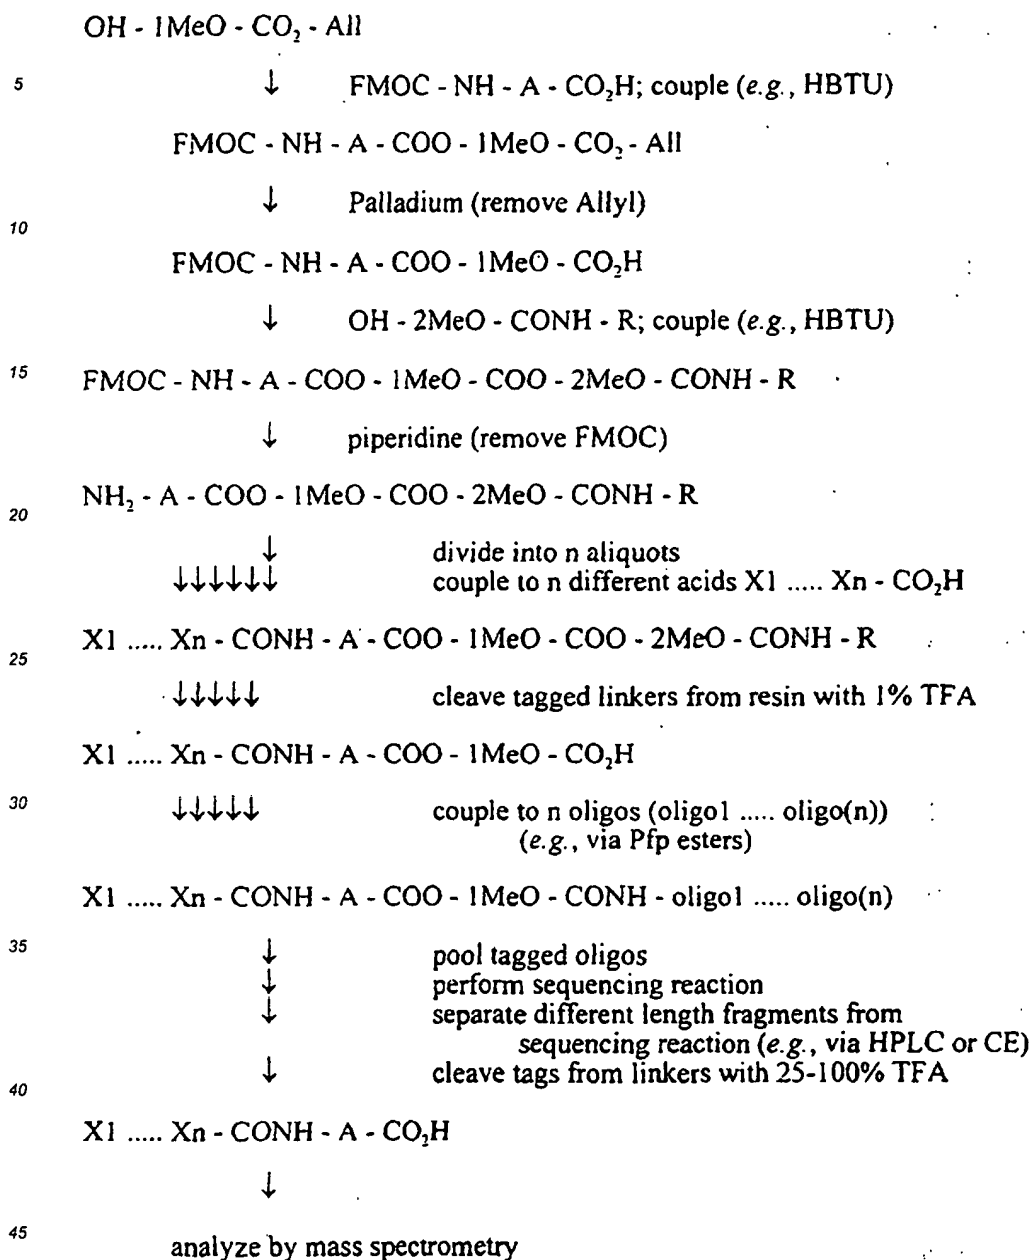 OH - 1MeO - CO₂ - All
5 ↓ FMOC - NH - A - CO₂H; couple (e.g., HBTU)
FMOC - NH - A - COO - 1MeO - CO₂ - All
↓ Palladium (remove Allyl)
10
FMOC - NH - A - COO - 1MeO - CO₂H
↓ OH - 2MeO - CONH - R; couple (e.g., HBTU)
15 FMOC - NH - A - COO - 1MeO - COO - 2MeO - CONH - R
↓ piperidine (remove FMOC)
NH₂ - A - COO - 1MeO - COO - 2MeO - CONH - R
20
↓ divide into n aliquots
↓↓↓↓↓↓ couple to n different acids X1 ..... Xn - CO₂H
X1 ..... Xn - CONH - A - COO - 1MeO - COO - 2MeO - CONH - R
25
↓↓↓↓↓ cleave tagged linkers from resin with 1% TFA
X1 ..... Xn - CONH - A - COO - 1MeO - CO₂H
30 ↓↓↓↓↓ couple to n oligos (oligo1 ..... oligo(n))
(e.g., via Pfp esters)
X1 ..... Xn - CONH - A - COO - 1MeO - CONH - oligo1 ..... oligo(n)
35 ↓ pool tagged oligos
↓ perform sequencing reaction
↓ separate different length fragments from
sequencing reaction (e.g., via HPLC or CE)
↓ cleave tags from linkers with 25-100% TFA
40
X1 ..... Xn - CONH - A - CO₂H
↓
45 analyze by mass spectrometry